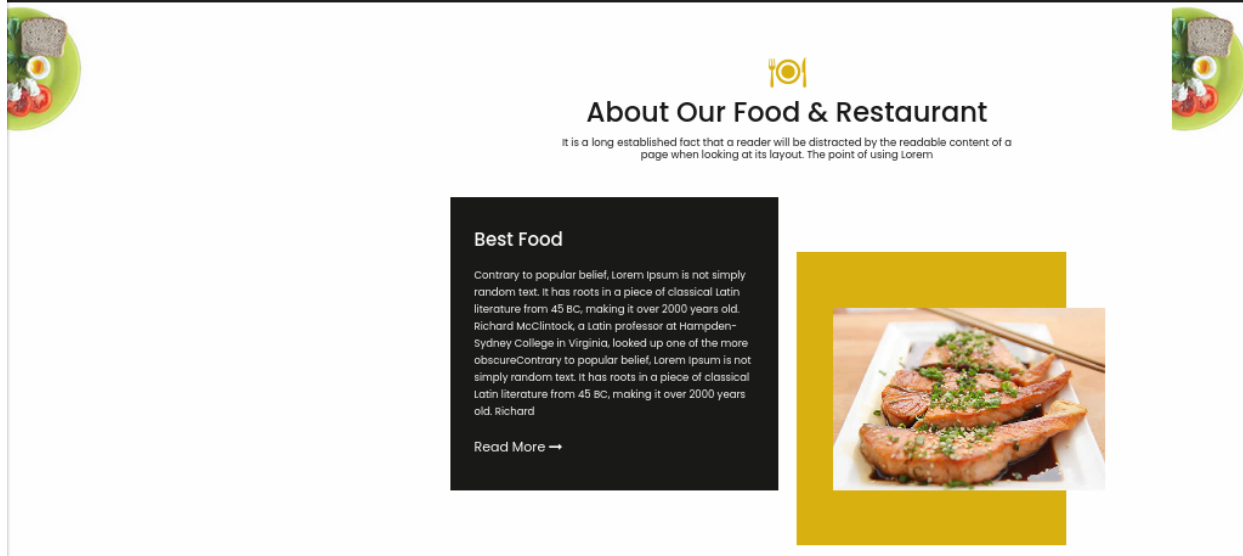 About Our Food & Restaurant
It is a long established fact that a reader will be distracted by the readable content of a
page when looking at its layout. The point of using Lorem
Best Food
Contrary to popular belief, Lorem Ipsum is not simply
random text. It has roots in a piece of classical Latin
literature from 45 BC, making it over 2000 years old.
Richard McClintock, a Latin professor at Hampden-
Sydney College in Virginia, looked up one of the more
obscureContrary to popular belief, Lorem Ipsum is not
simply random text. It has roots in a piece of classical
Latin literature from 45 BC, making it over 2000 years
old. Richard
Read More →